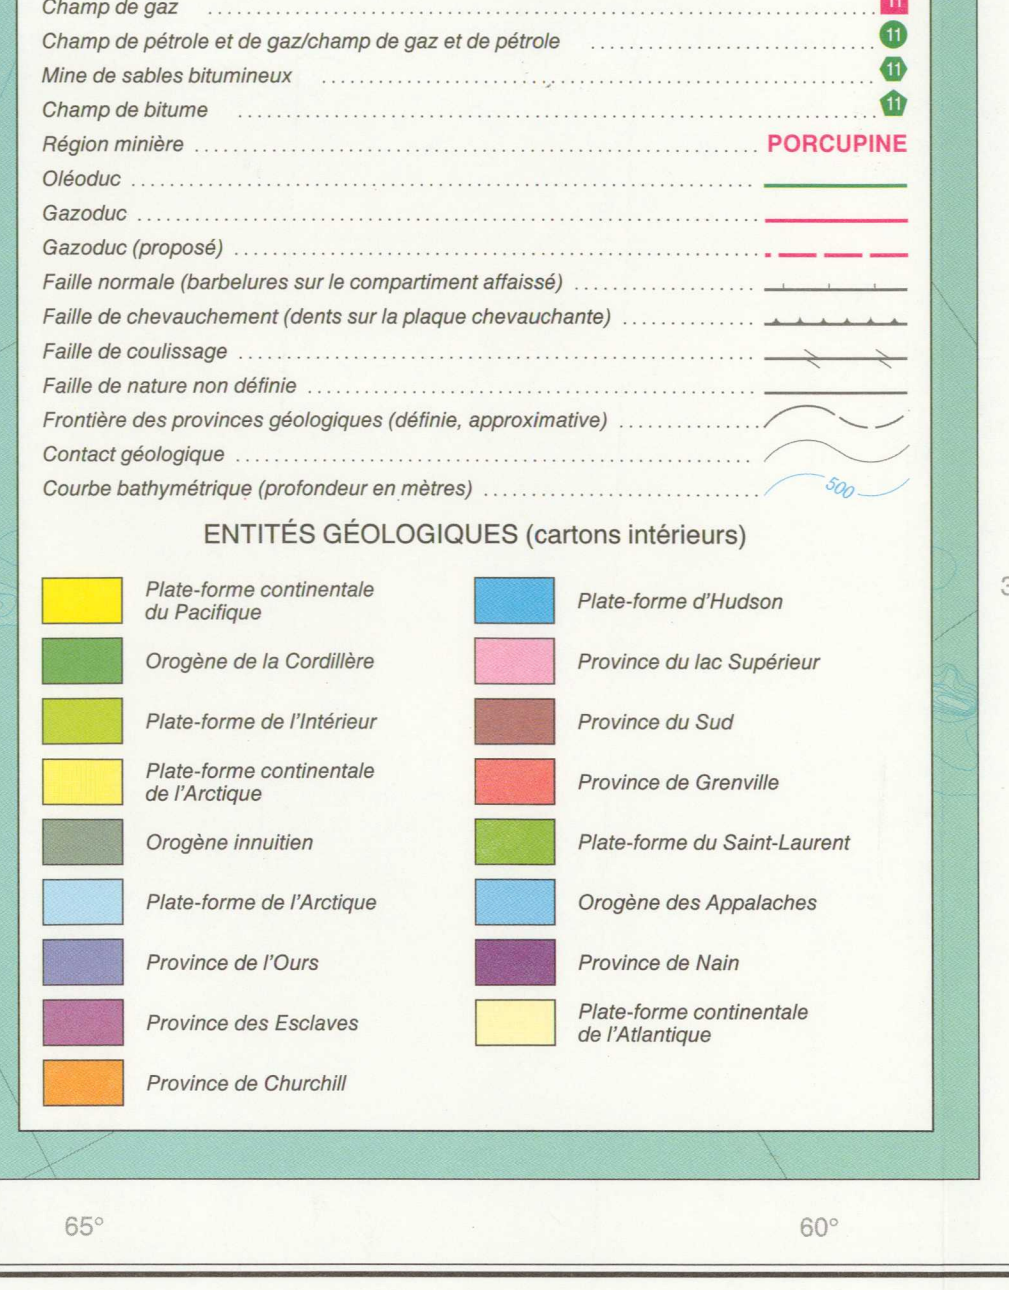 Champ de gaz 11
Champ de pétrole et de gaz/champ de gaz et de pétrole 11
Mine de sables bitumineux 11
Champ de bitume 11
Région minière PORCUPINE
Oléoduc
Gazoduc
Gazoduc (proposé)
Faille normale (barbelures sur le compartiment affaissé)
Faille de chevauchement (dents sur la plaque chevauchante)
Faille de coulissage
Faille de nature non définie
Frontière des provinces géologiques (définie, approximative)
Contact géologique
Courbe bathymétrique (profondeur en mètres) 500
ENTITÉS GÉOLOGIQUES (cartons intérieurs)
Plate-forme continentale
du Pacifique
Orogène de la Cordillère
Plate-forme de l'Intérieur
Plate-forme continentale
de l'Arctique
Orogène innuitien
Plate-forme de l'Arctique
Province de l'Ours
Province des Esclaves
Province de Churchill
Plate-forme d'Hudson
Province du lac Supérieur
Province du Sud
Province de Grenville
Plate-forme du Saint-Laurent
Orogène des Appalaches
Province de Nain
Plate-forme continentale
de l'Atlantique
65°
60°